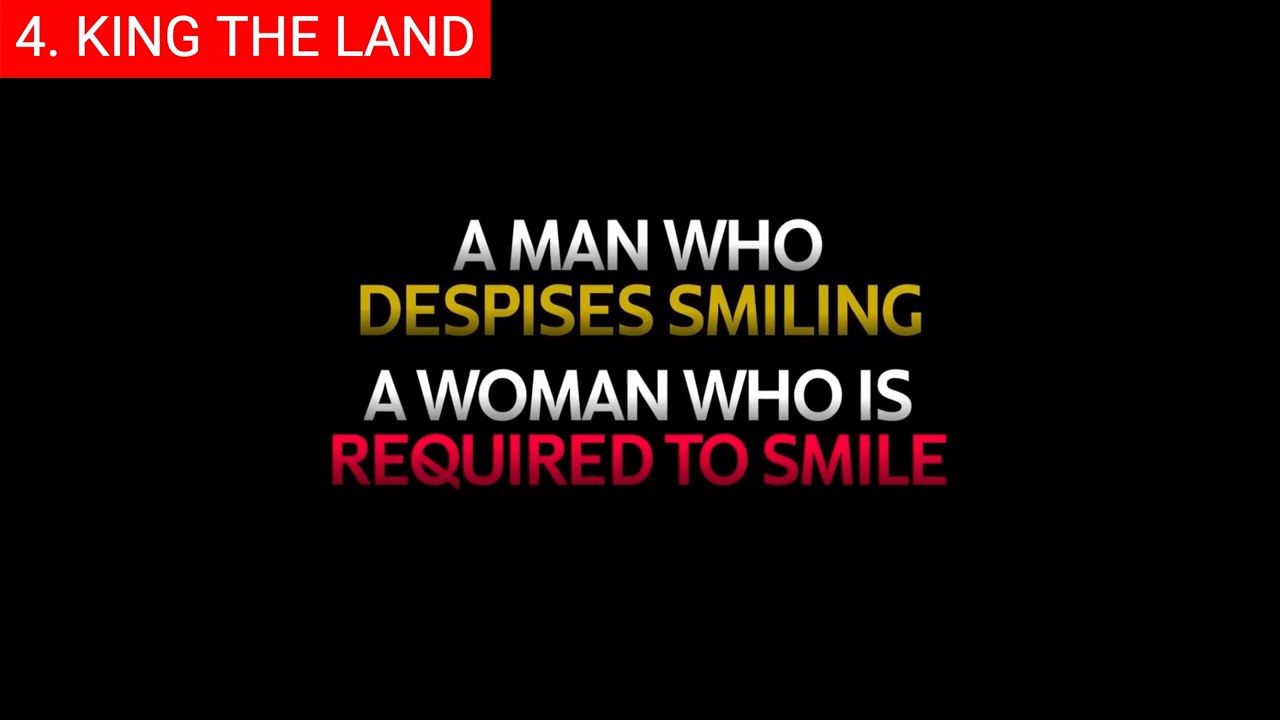 4. KING THE LAND
A MAN WHO
DESPISES SMILING
A WOMAN WHO IS
REQUIRED TO SMILE